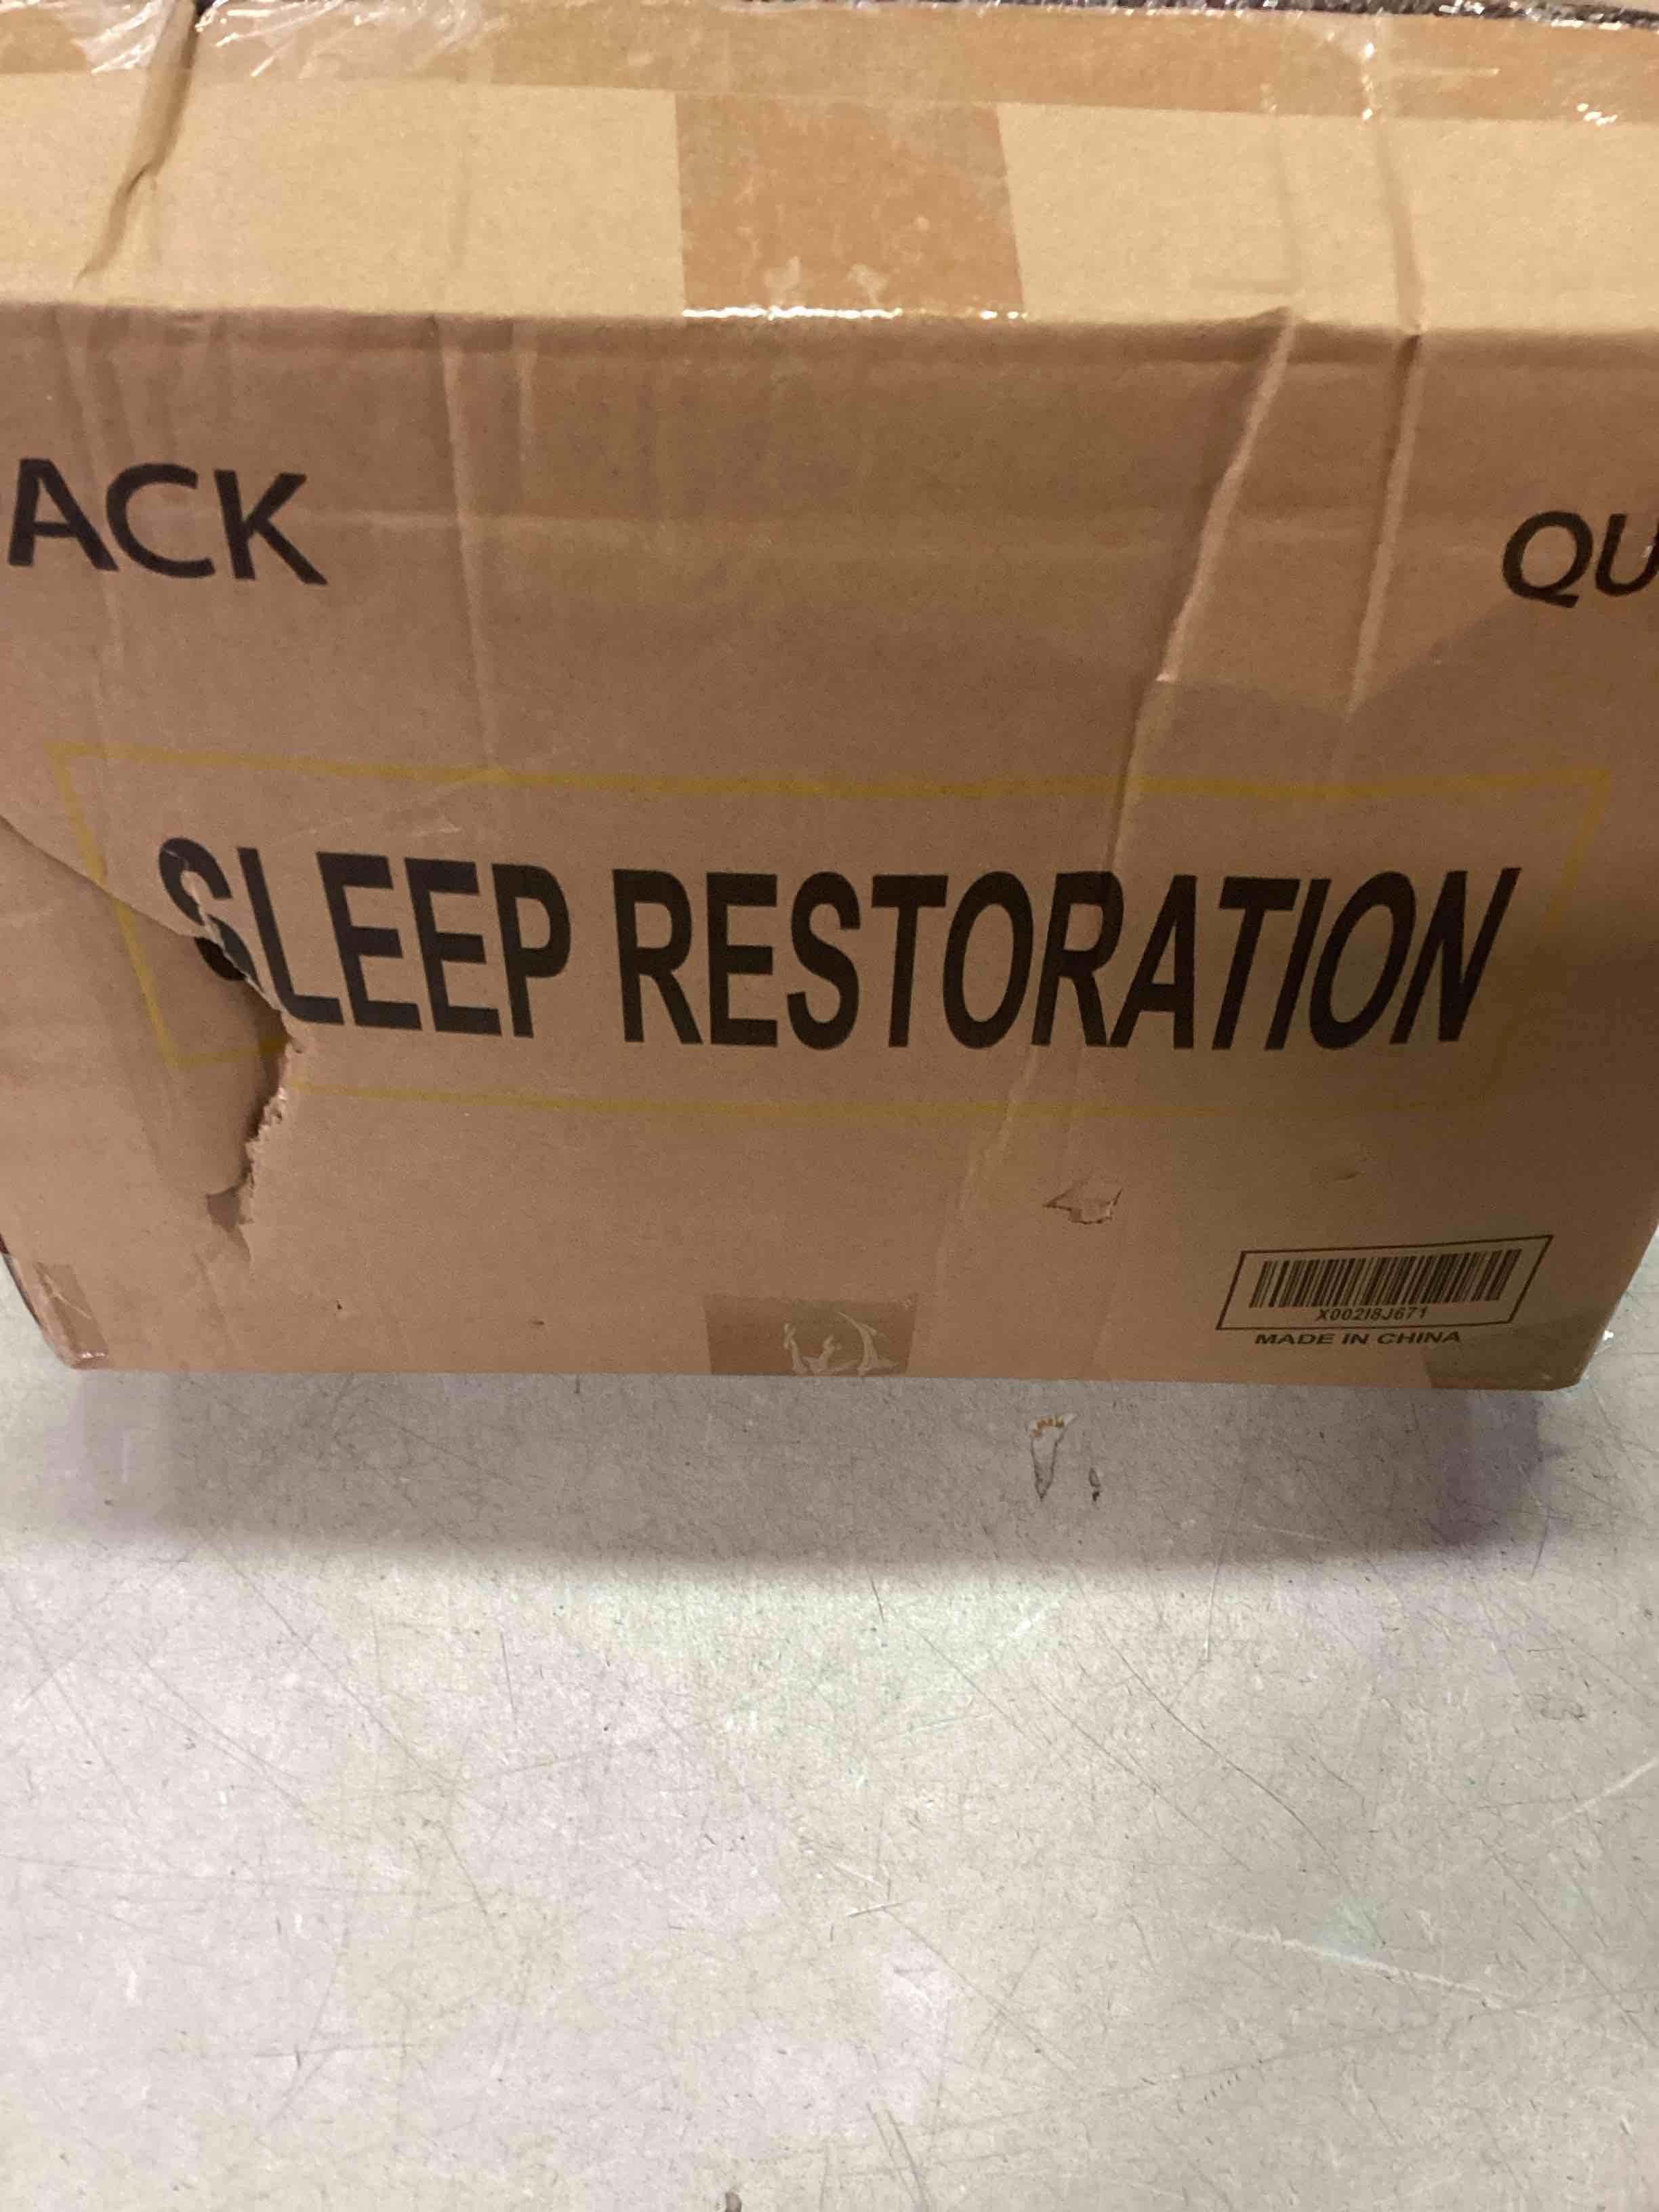 ACK
QU
SLEEP RESTORATION
X002I8J671
MADE IN CHINA